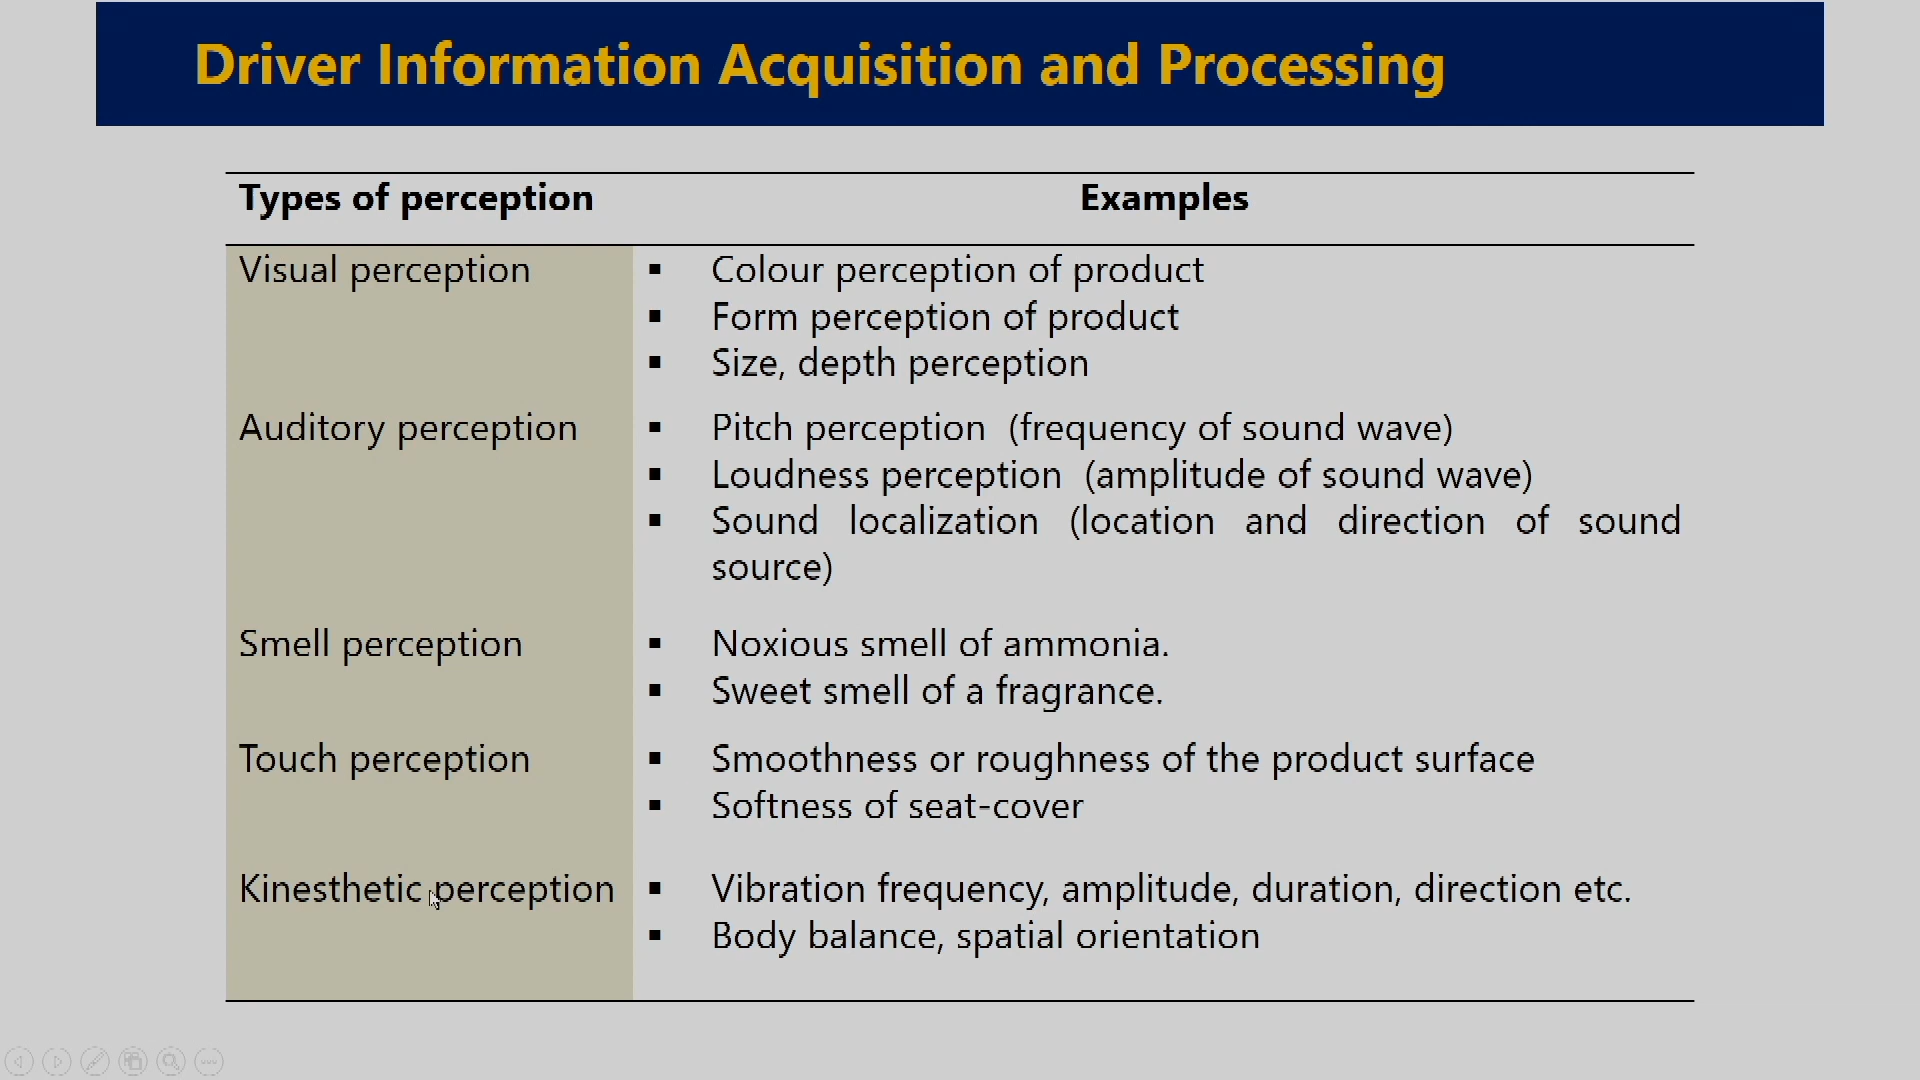 Driver Information Acquisition and Processing
Types of perception Examples
Visual perception ▪ Colour perception of product
▪ Form perception of product
▪ Size, depth perception
Auditory perception ▪ Pitch perception (frequency of sound wave)
▪ Loudness perception (amplitude of sound wave)
▪ Sound localization (location and direction of sound
source)
Smell perception ▪ Noxious smell of ammonia.
▪ Sweet smell of a fragrance.
Touch perception ▪ Smoothness or roughness of the product surface
▪ Softness of seat-cover
Kinesthetic perception ▪ Vibration frequency, amplitude, duration, direction etc.
▪ Body balance, spatial orientation